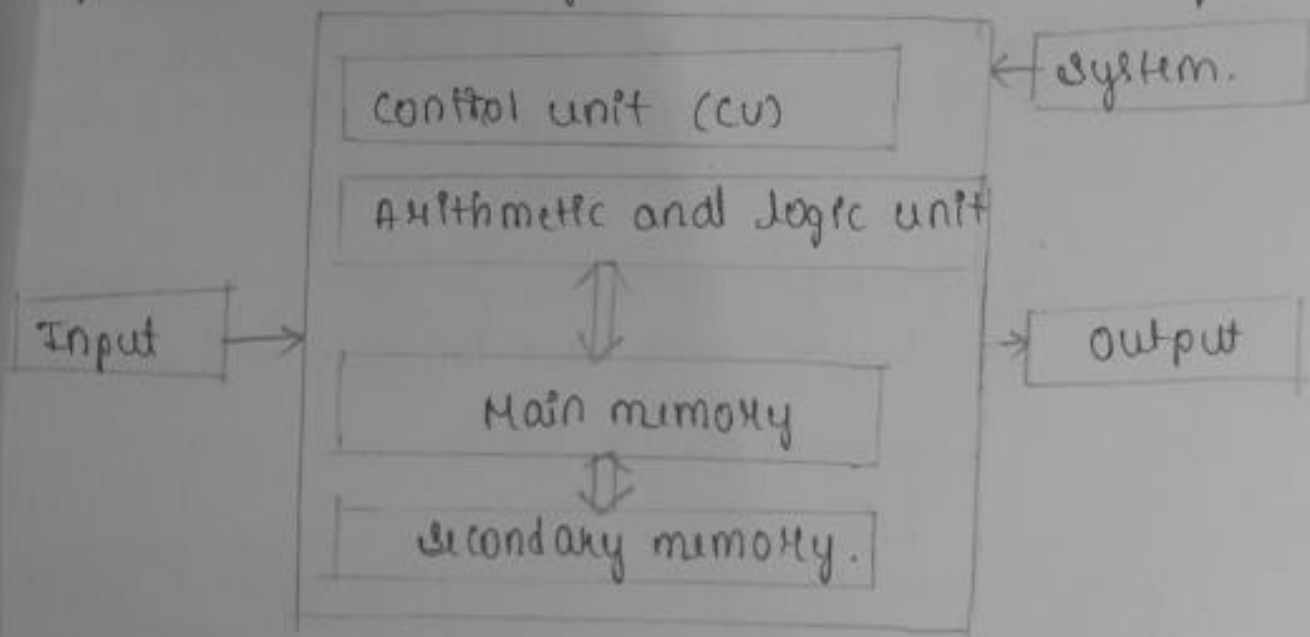 system.
control unit (CU)
Arithmetic and logic unit
Input
output
Main memory
secondary memory.